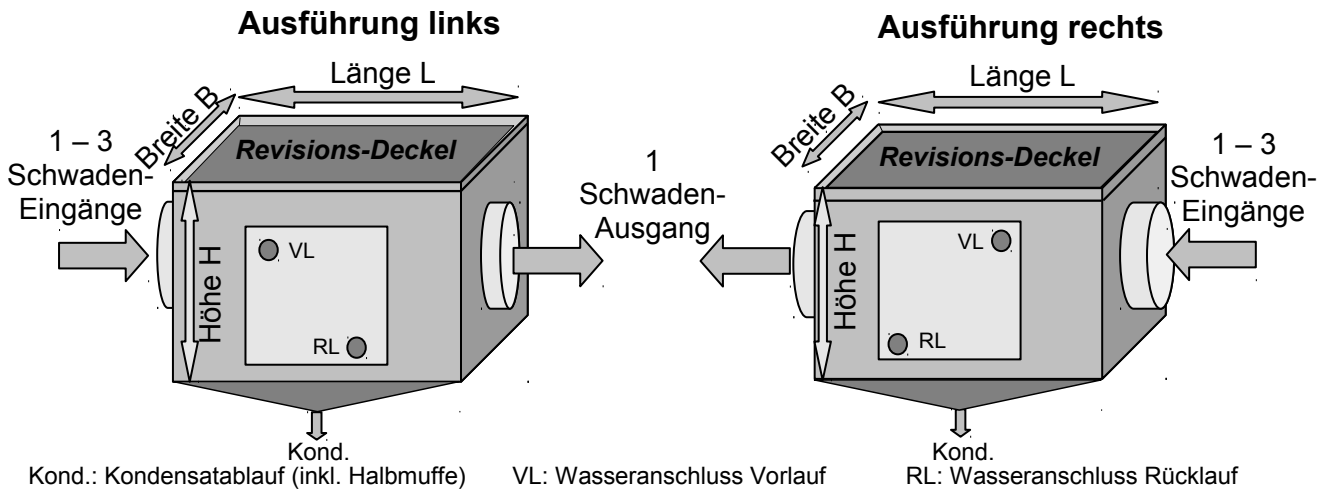 Ausführung links
Ausführung rechts
Länge L
Breite B
Revisions-Deckel
1 – 3
Schwaden-
Eingänge
Höhe H
VL
RL
Kond.
1
Schwaden-
Ausgang
Länge L
Breite B
Revisions-Deckel
1 – 3
Schwaden-
Eingänge
Höhe H
VL
RL
Kond.
Kond.: Kondensatablauf (inkl. Halbmuffe) VL: Wasseranschluss Vorlauf RL: Wasseranschluss Rücklauf